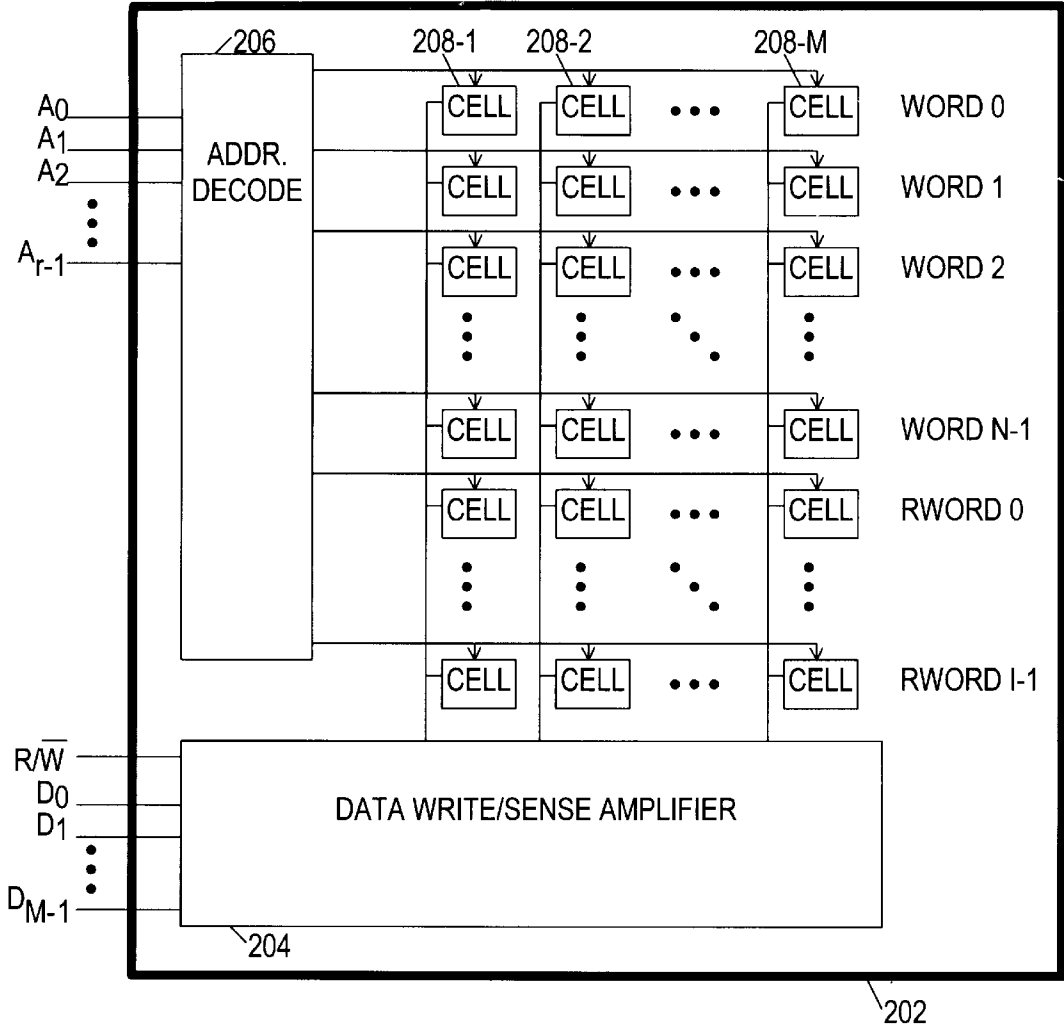 206 208-1 208-2 208-M
A0 CELL CELL ••• CELL WORD 0
A1 ADDR.
A2 DECODE CELL CELL ••• CELL WORD 1
Ar-1 CELL CELL ••• CELL WORD 2
CELL CELL ••• CELL WORD N-1
CELL CELL ••• CELL RWORD 0
CELL CELL ••• CELL RWORD I-1
R/W̅
D0 DATA WRITE/SENSE AMPLIFIER
D1
DM-1
204
202